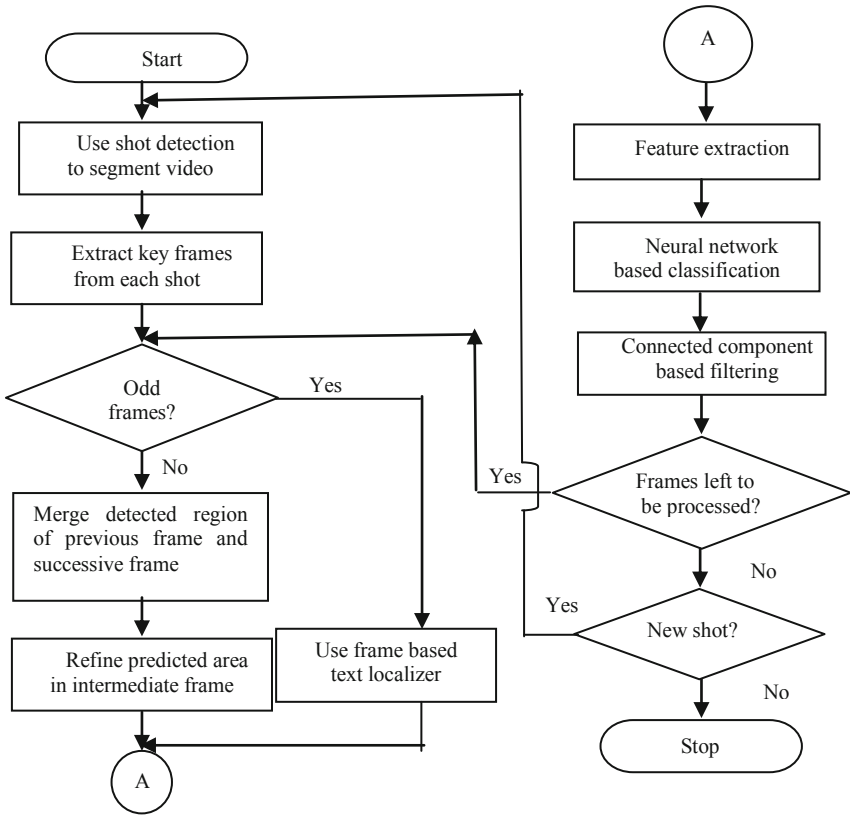 Start
Use shot detection
to segment video
Extract key frames
from each shot
Odd
frames?
Yes
No
Merge detected region
of previous frame and
successive frame
Refine predicted area
in intermediate frame
Use frame based
text localizer
A
A
Feature extraction
Neural network
based classification
Connected component
based filtering
Frames left to
be processed?
Yes
No
New shot?
Yes
No
Stop